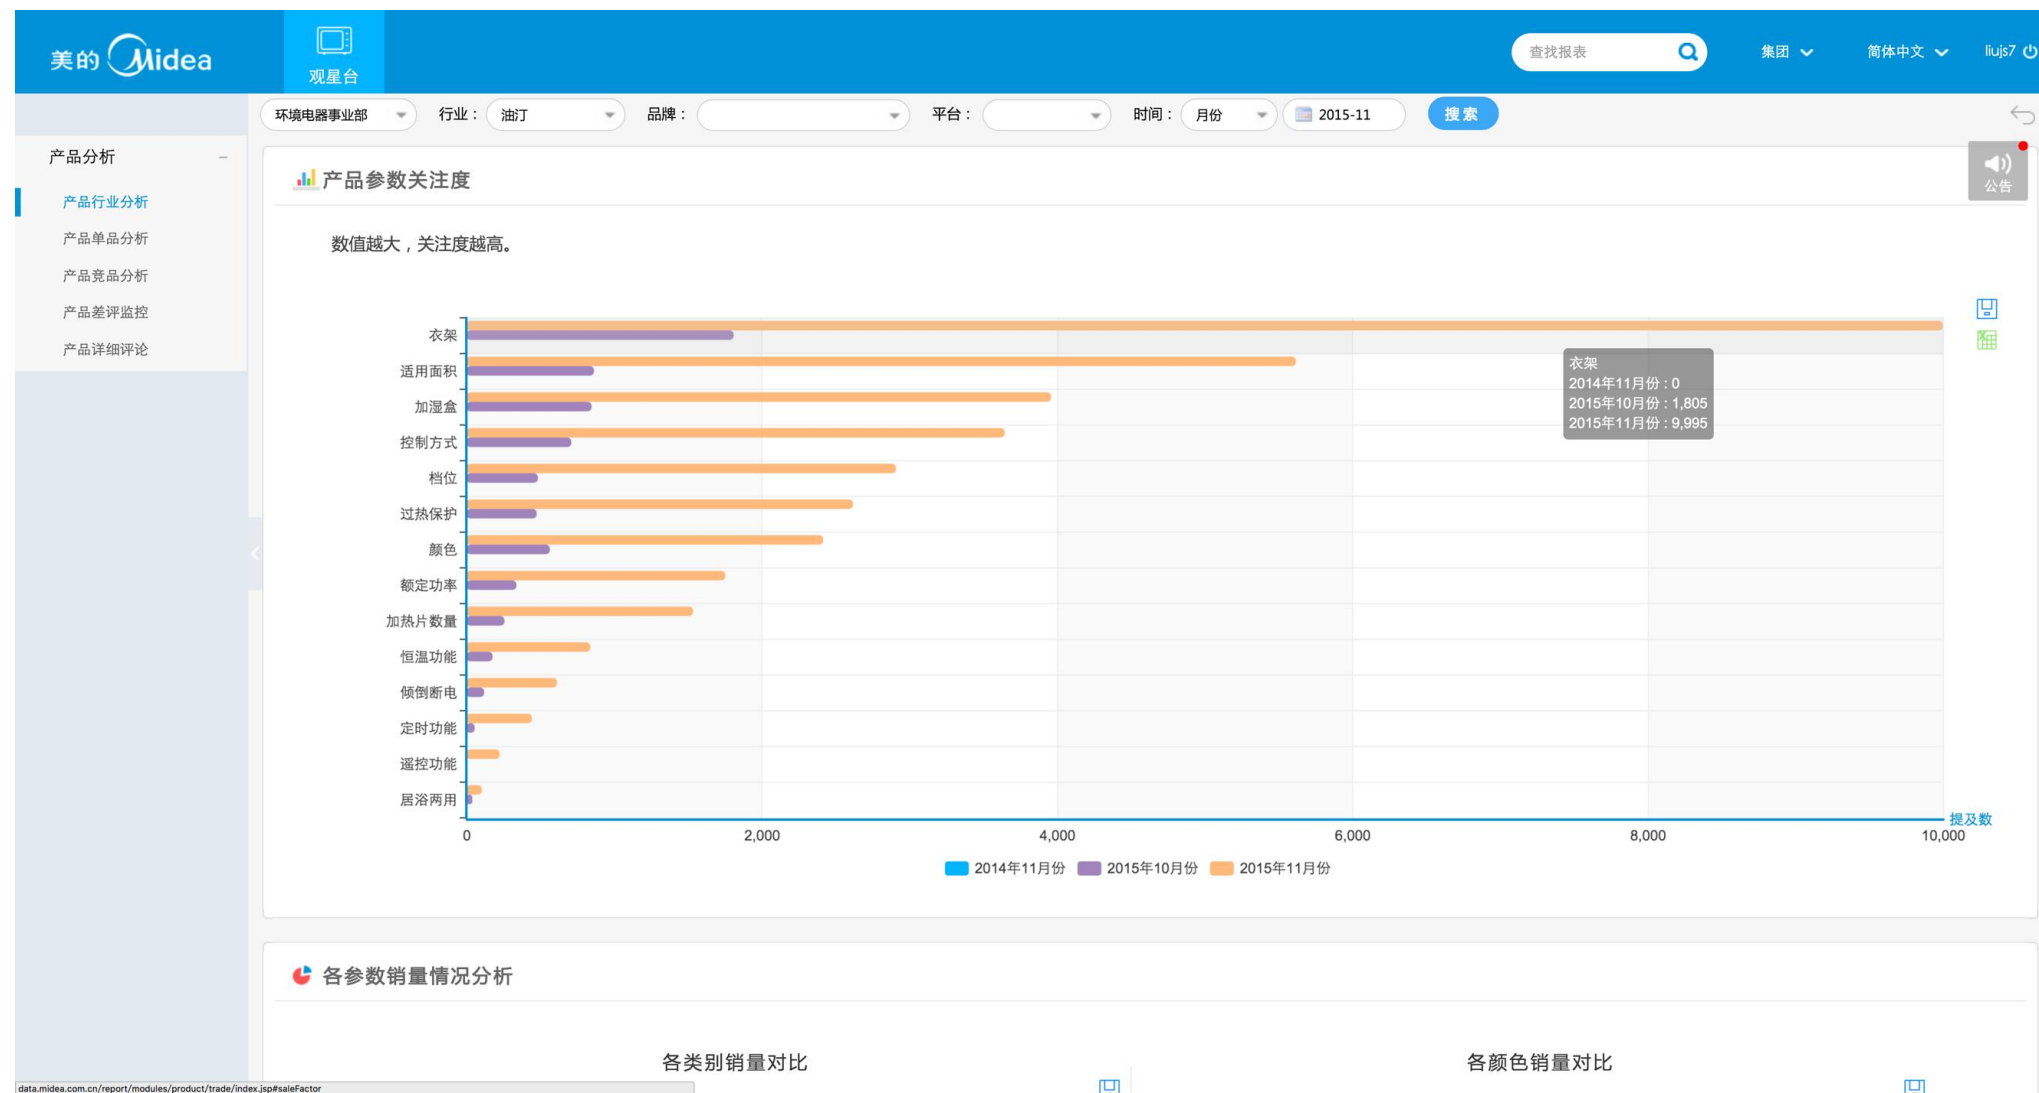 美的 Midea
观星台
查找报表
集团
简体中文
liujs7
环境电器事业部
行业：
油汀
品牌：
平台：
时间：
月份
2015-11
搜索
公告
产品分析
产品行业分析
产品单品分析
产品竞品分析
产品差评监控
产品详细评论
产品参数关注度
数值越大，关注度越高。
衣架
适用面积
加湿盒
控制方式
档位
过热保护
颜色
额定功率
加热片数量
恒温功能
倾倒断电
定时功能
遥控功能
居浴两用
衣架
2014年11月份 : 0
2015年10月份 : 1,805
2015年11月份 : 9,995
0 2,000 4,000 6,000 8,000 10,000
提及数
2014年11月份 2015年10月份 2015年11月份
各参数销量情况分析
各类别销量对比
各颜色销量对比
data.midea.com.cn/report/modules/product/trade/index.jsp#saleFactor